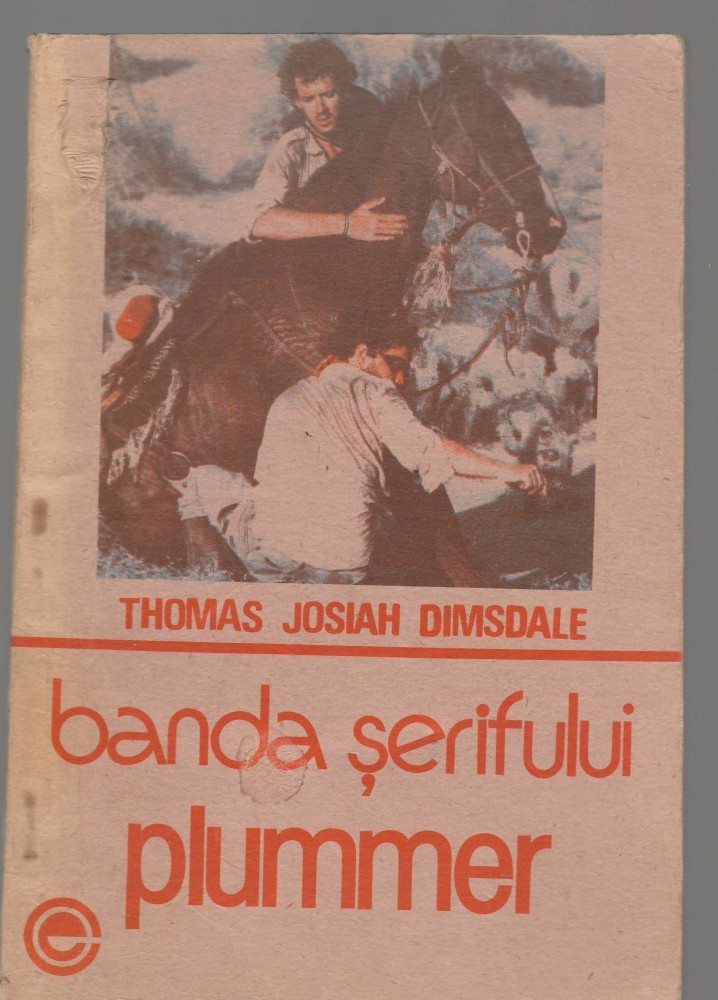 THOMAS JOSIAH DIMSDALE
banda șerifului
plummer
e